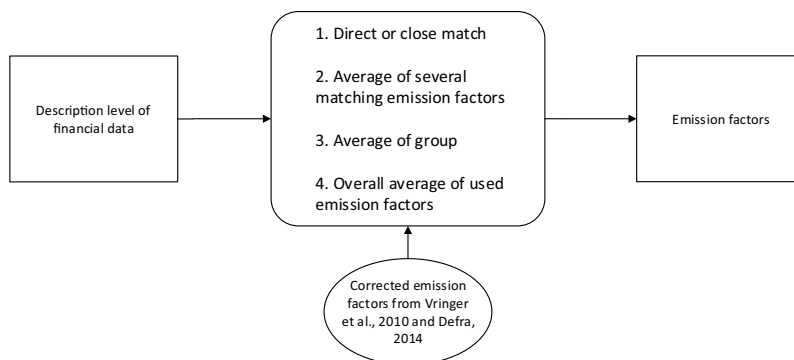 Description level of
financial data
1. Direct or close match
2. Average of several
matching emission factors
3. Average of group
4. Overall average of used
emission factors
Emission factors
Corrected emission
factors from Vringer
et al., 2010 and Defra,
2014